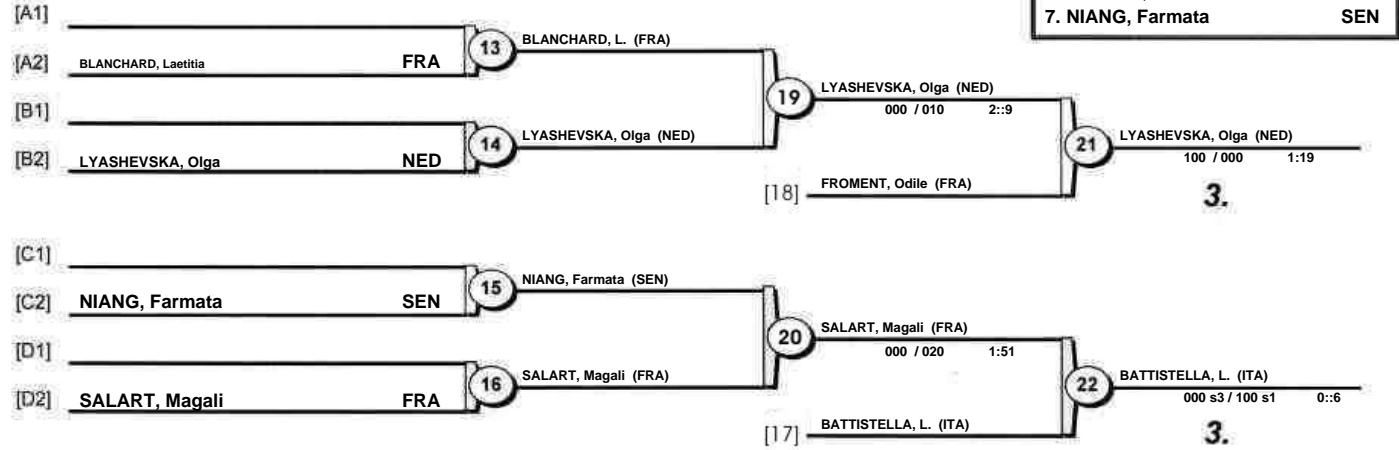 7. NIANG, Farmata SEN
[A1]
[A2] BLANCHARD, Laetitia FRA
13 BLANCHARD, L. (FRA)
[B1]
[B2] LYASHEVSKA, Olga NED
14 LYASHEVSKA, Olga (NED)
19 LYASHEVSKA, Olga (NED)
000 / 010 2::9
[18] FROMENT, Odile (FRA)
21 LYASHEVSKA, Olga (NED)
100 / 000 1:19
3.
[C1]
[C2] NIANG, Farmata SEN
15 NIANG, Farmata (SEN)
[D1]
[D2] SALART, Magali FRA
16 SALART, Magali (FRA)
20 SALART, Magali (FRA)
000 / 020 1:51
[17] BATTISTELLA, L. (ITA)
22 BATTISTELLA, L. (ITA)
000 s3 / 100 s1 0::6
3.